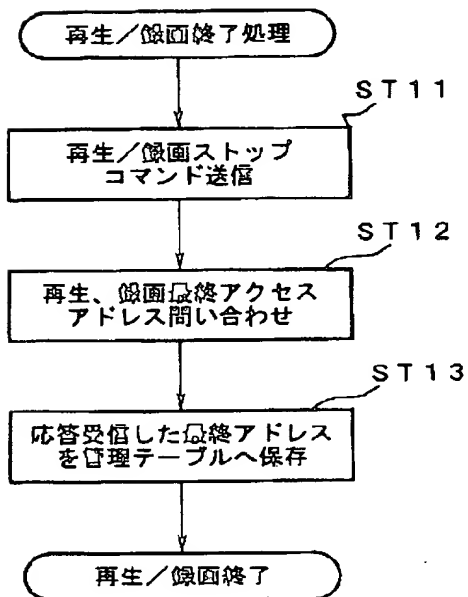 再生／録画終了処理
ST11
再生／録画ストップ
コマンド送信
ST12
再生、録画最終アクセス
アドレス問い合わせ
ST13
応答受信した最終アドレス
を管理テーブルへ保存
再生／録画終了